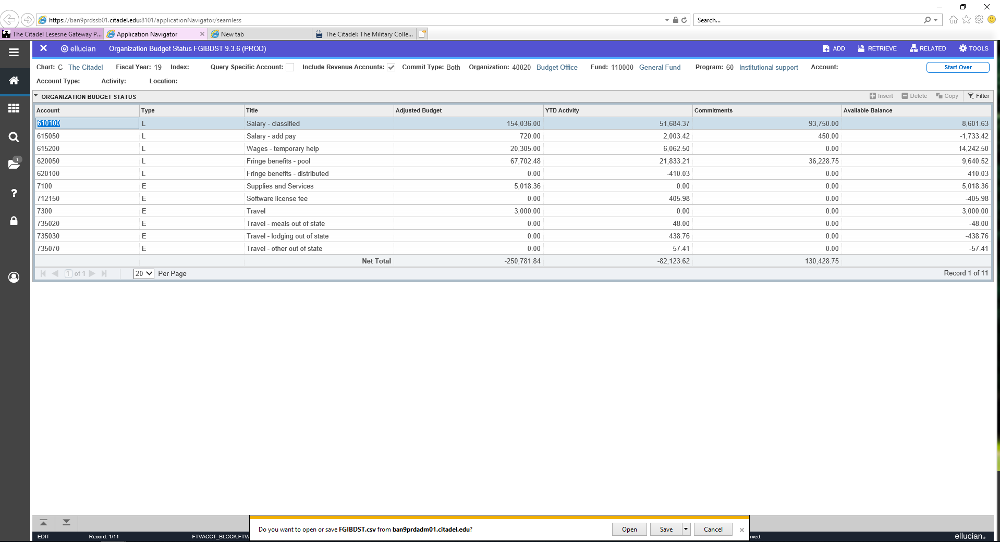 https://ban9prdssb01.citadel.edu:8101/applicationNavigator/seamless
Search...
The Citadel Lesesne Gateway P...
Application Navigator
New tab
The Citadel: The Military Colle...
ellucian Organization Budget Status FGIBDST 9.3.6 (PROD)
ADD RETRIEVE RELATED TOOLS
Chart: C The Citadel Fiscal Year: 19 Index: Query Specific Account: Include Revenue Accounts: Commit Type: Both Organization: 40020 Budget Office Fund: 110000 General Fund Program: 60 Institutional support Account: Start Over
Account Type: Activity: Location:
ORGANIZATION BUDGET STATUS Insert Delete Copy Filter
Account Type Title Adjusted Budget YTD Activity Commitments Available Balance
610100 L Salary - classified 154,036.00 51,684.37 93,750.00 8,601.63
615050 L Salary - add pay 720.00 2,003.42 450.00 -1,733.42
615200 L Wages - temporary help 20,305.00 6,062.50 0.00 14,242.50
620050 L Fringe benefits - pool 67,702.48 21,833.21 36,228.75 9,640.52
620100 L Fringe benefits - distributed 0.00 -410.03 0.00 410.03
7100 E Supplies and Services 5,018.36 0.00 0.00 5,018.36
712150 E Software license fee 0.00 405.98 0.00 -405.98
7300 E Travel 3,000.00 0.00 0.00 3,000.00
735020 E Travel - meals out of state 0.00 48.00 0.00 -48.00
735030 E Travel - lodging out of state 0.00 438.76 0.00 -438.76
735070 E Travel - other out of state 0.00 57.41 0.00 -57.41
Net Total -250,781.84 -82,123.62 130,428.75
1 of 1 20 Per Page Record 1 of 11
1
?
Do you want to open or save FGIBDST.csv from ban9prdadm01.citadel.edu?
Open Save Cancel
EDIT Record: 1/11 FTVACCT_BLOCK.FTV rved. ellucian